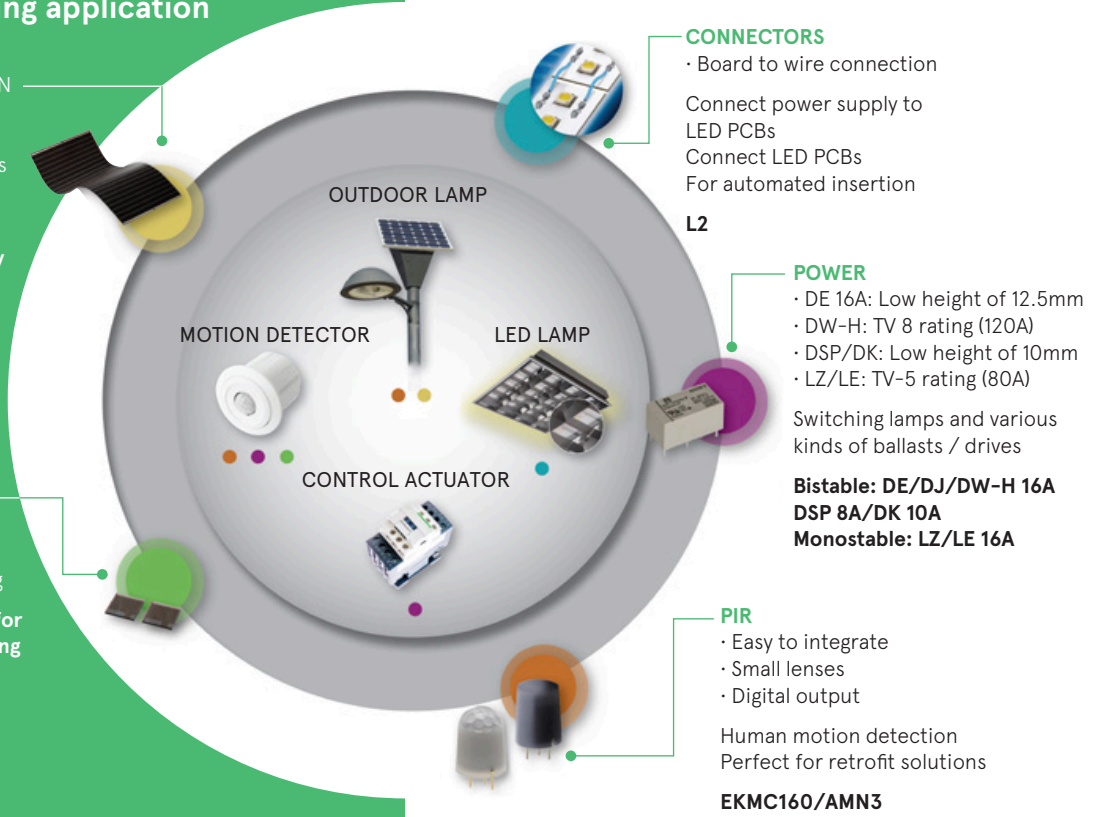 ing application
N
s
y
g
for
ing
OUTDOOR LAMP
MOTION DETECTOR
LED LAMP
CONTROL ACTUATOR
CONNECTORS
· Board to wire connection
Connect power supply to
LED PCBs
Connect LED PCBs
For automated insertion
L2
POWER
· DE 16A: Low height of 12.5mm
· DW-H: TV 8 rating (120A)
· DSP/DK: Low height of 10mm
· LZ/LE: TV-5 rating (80A)
Switching lamps and various
kinds of ballasts / drives
Bistable: DE/DJ/DW-H 16A
DSP 8A/DK 10A
Monostable: LZ/LE 16A
PIR
· Easy to integrate
· Small lenses
· Digital output
Human motion detection
Perfect for retrofit solutions
EKMC160/AMN3